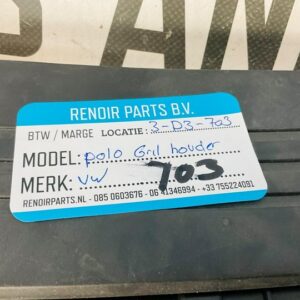 S AN
RENOIR PARTS B.V.
BTW / MARGE LOCATIE : 3-D3-703
MODEL: polo Gril houder
MERK: VW 703
RENOIRPARTS.NL - 085 0603676 - 06 41346994 - +33 755224091